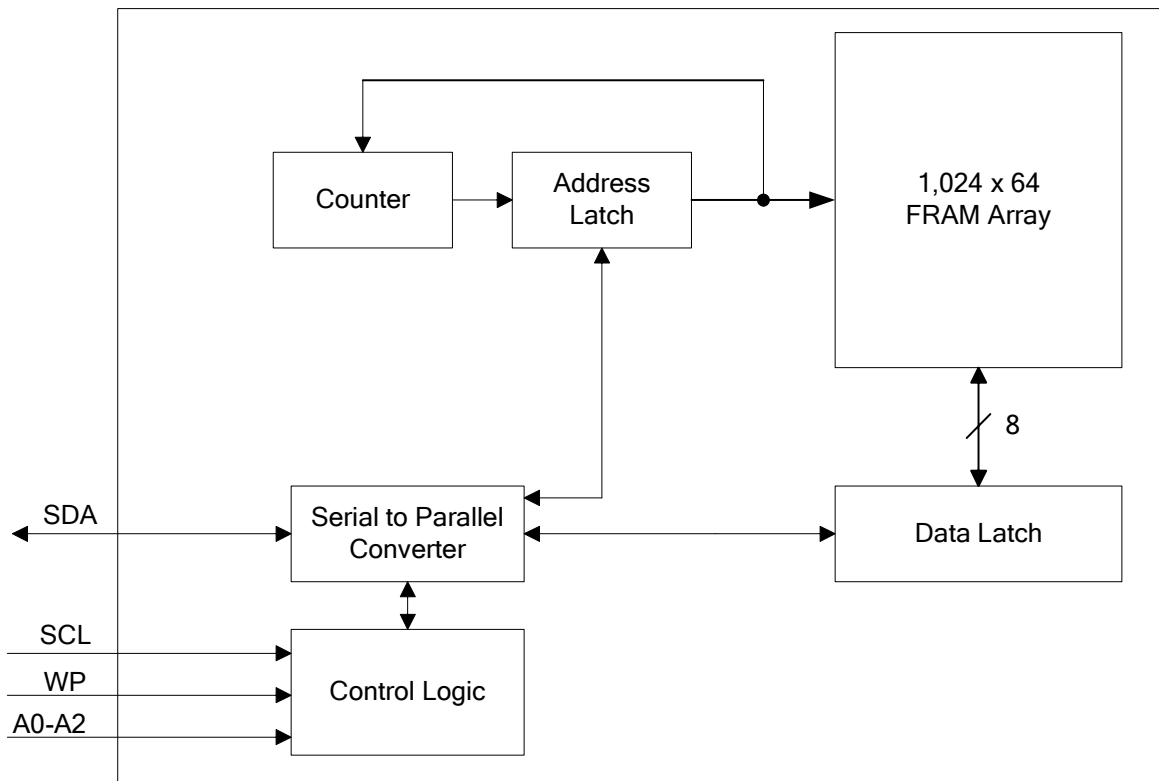 Counter
Address
Latch
1,024 x 64
FRAM Array
8
SDA
Serial to Parallel
Converter
Data Latch
SCL
WP
A0-A2
Control Logic